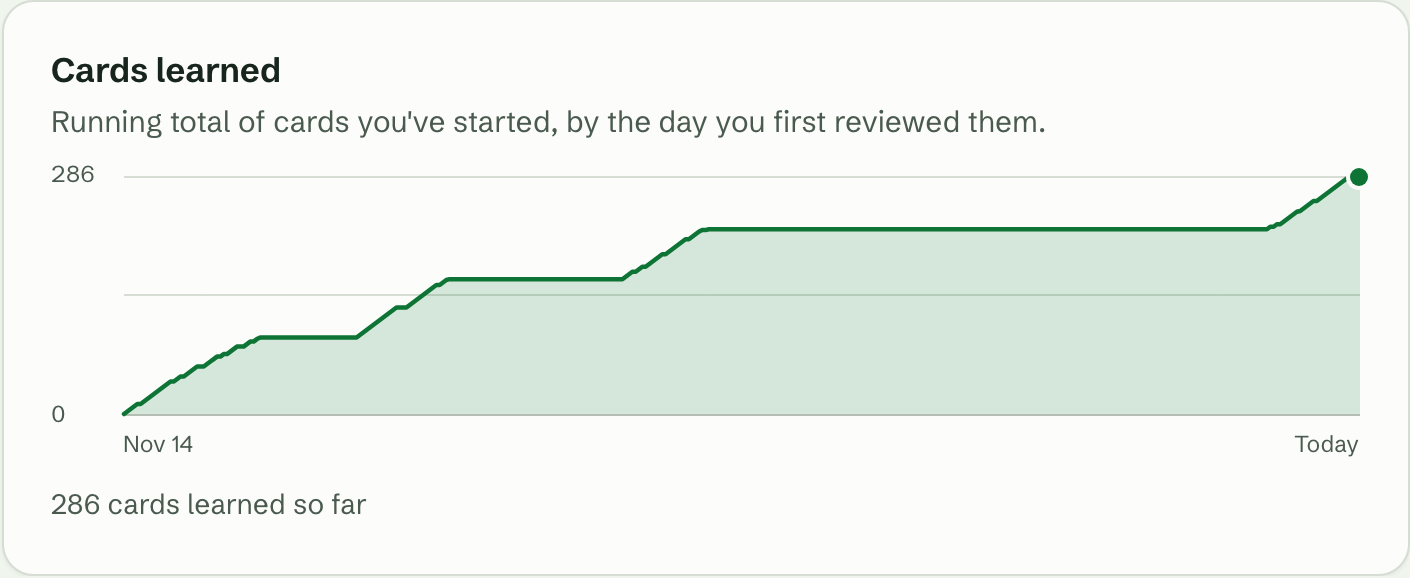 Cards learned
Running total of cards you've started, by the day you first reviewed them.
286
0
Nov 14
Today
286 cards learned so far